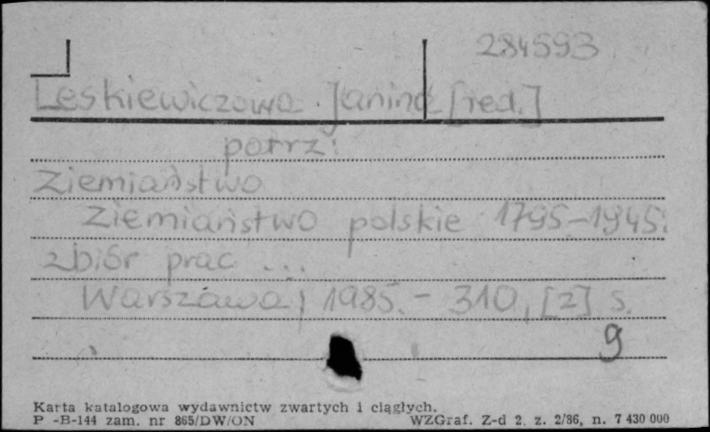 284593
Leskiewiczowa Janina [red.]
patrz:
Ziemiaństwo
Ziemiaństwo polskie 1795-1945.
zbiór prac ...
Warszawa, 1985. - 310, [2] s.
9
Karta katalogowa wydawnictw zwartych i ciągłych.
P -B-144 zam. nr 865/DW/ON WZGraf. Z-d 2. z. 2/86, n. 7 430 000